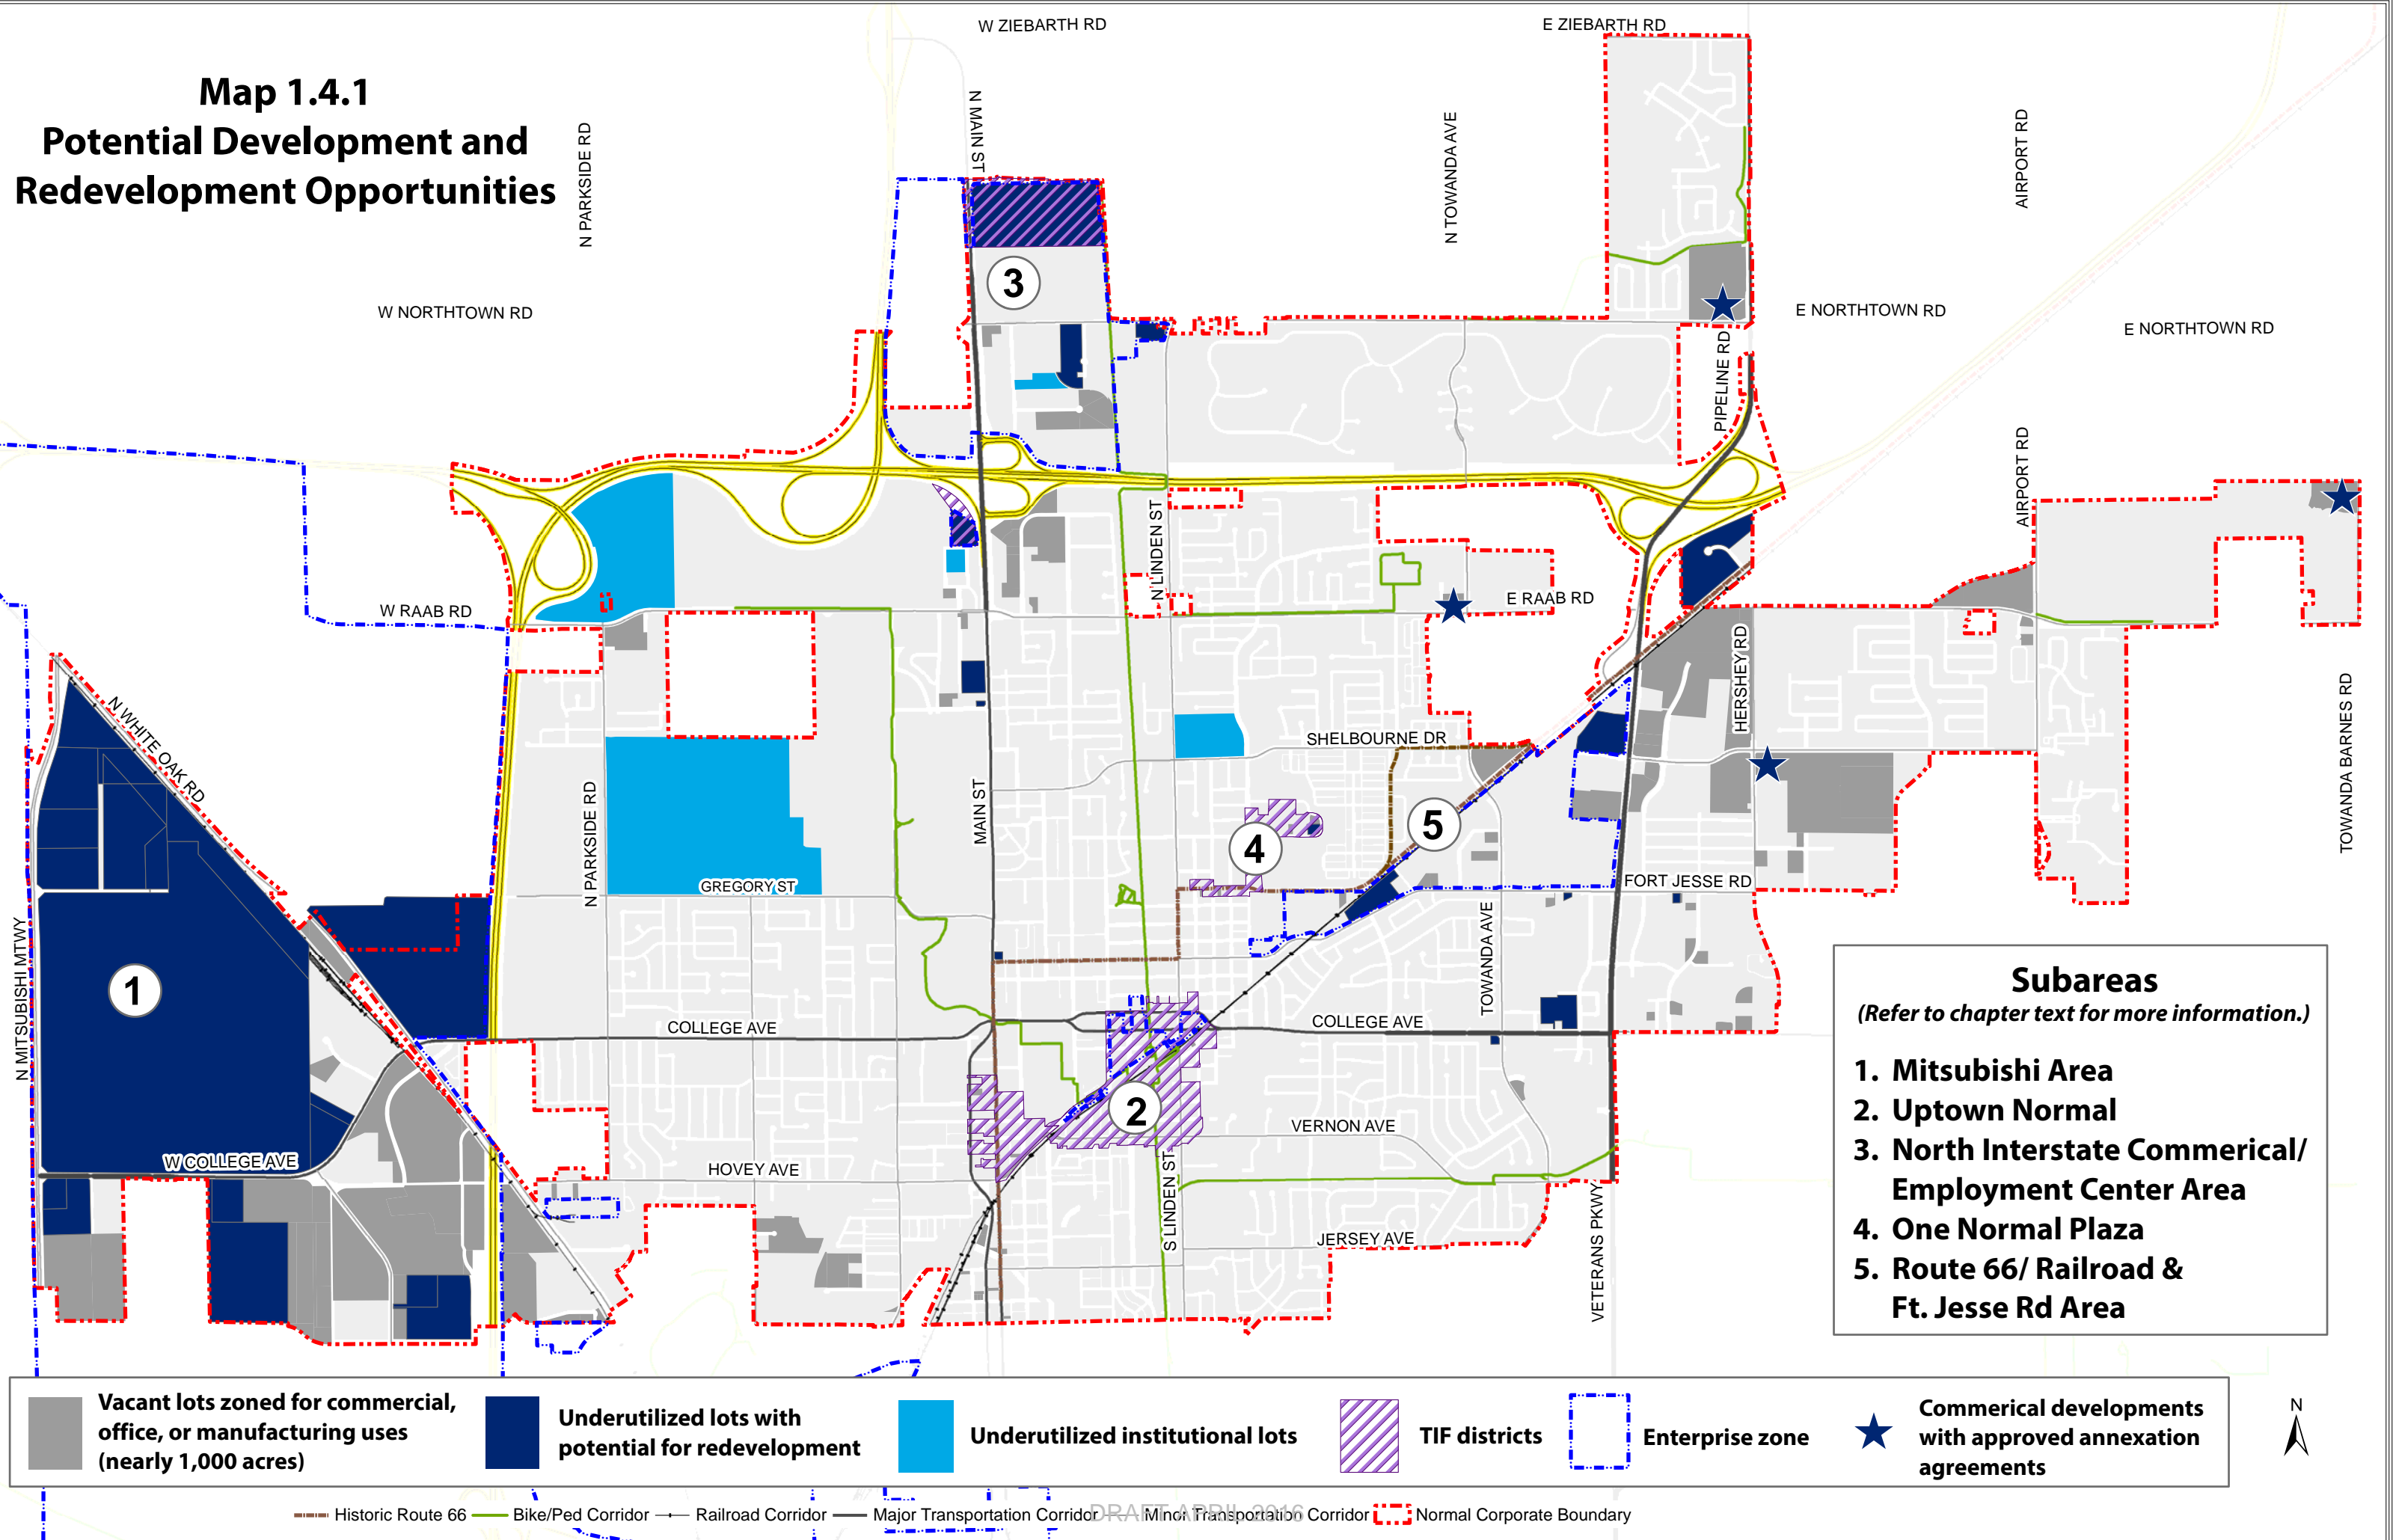 W ZIEBARTH RD
E ZIEBARTH RD
Map 1.4.1
Potential Development and
Redevelopment Opportunities
N PARKSIDE RD
N MAIN ST
N TOWANDA AVE
AIRPORT RD
3
W NORTHTOWN RD
E NORTHTOWN RD
E NORTHTOWN RD
PIPELINE RD
AIRPORT RD
N LINDEN ST
W RAAB RD
E RAAB RD
HERSHEY RD
N WHITE OAK RD
SHELBOURNE DR
TOWANDA BARNES RD
MAIN ST
N PARKSIDE RD
5
4
GREGORY ST
FORT JESSE RD
N MITSUBISHI MTWY
1
TOWANDA AVE
COLLEGE AVE
COLLEGE AVE
2
VERNON AVE
W COLLEGE AVE
HOVEY AVE
S LINDEN ST
JERSEY AVE
VETERANS PKWY
Subareas
(Refer to chapter text for more information.)
1. Mitsubishi Area
2. Uptown Normal
3. North Interstate Commerical/
Employment Center Area
4. One Normal Plaza
5. Route 66/ Railroad &
Ft. Jesse Rd Area
Vacant lots zoned for commercial,
office, or manufacturing uses
(nearly 1,000 acres)
Underutilized lots with
potential for redevelopment
Underutilized institutional lots
TIF districts
Enterprise zone
Commerical developments
with approved annexation
agreements
N
Historic Route 66
Bike/Ped Corridor
Railroad Corridor
Major Transportation Corridor
Minor Transportation Corridor
Normal Corporate Boundary
DRAFT APRIL 2016